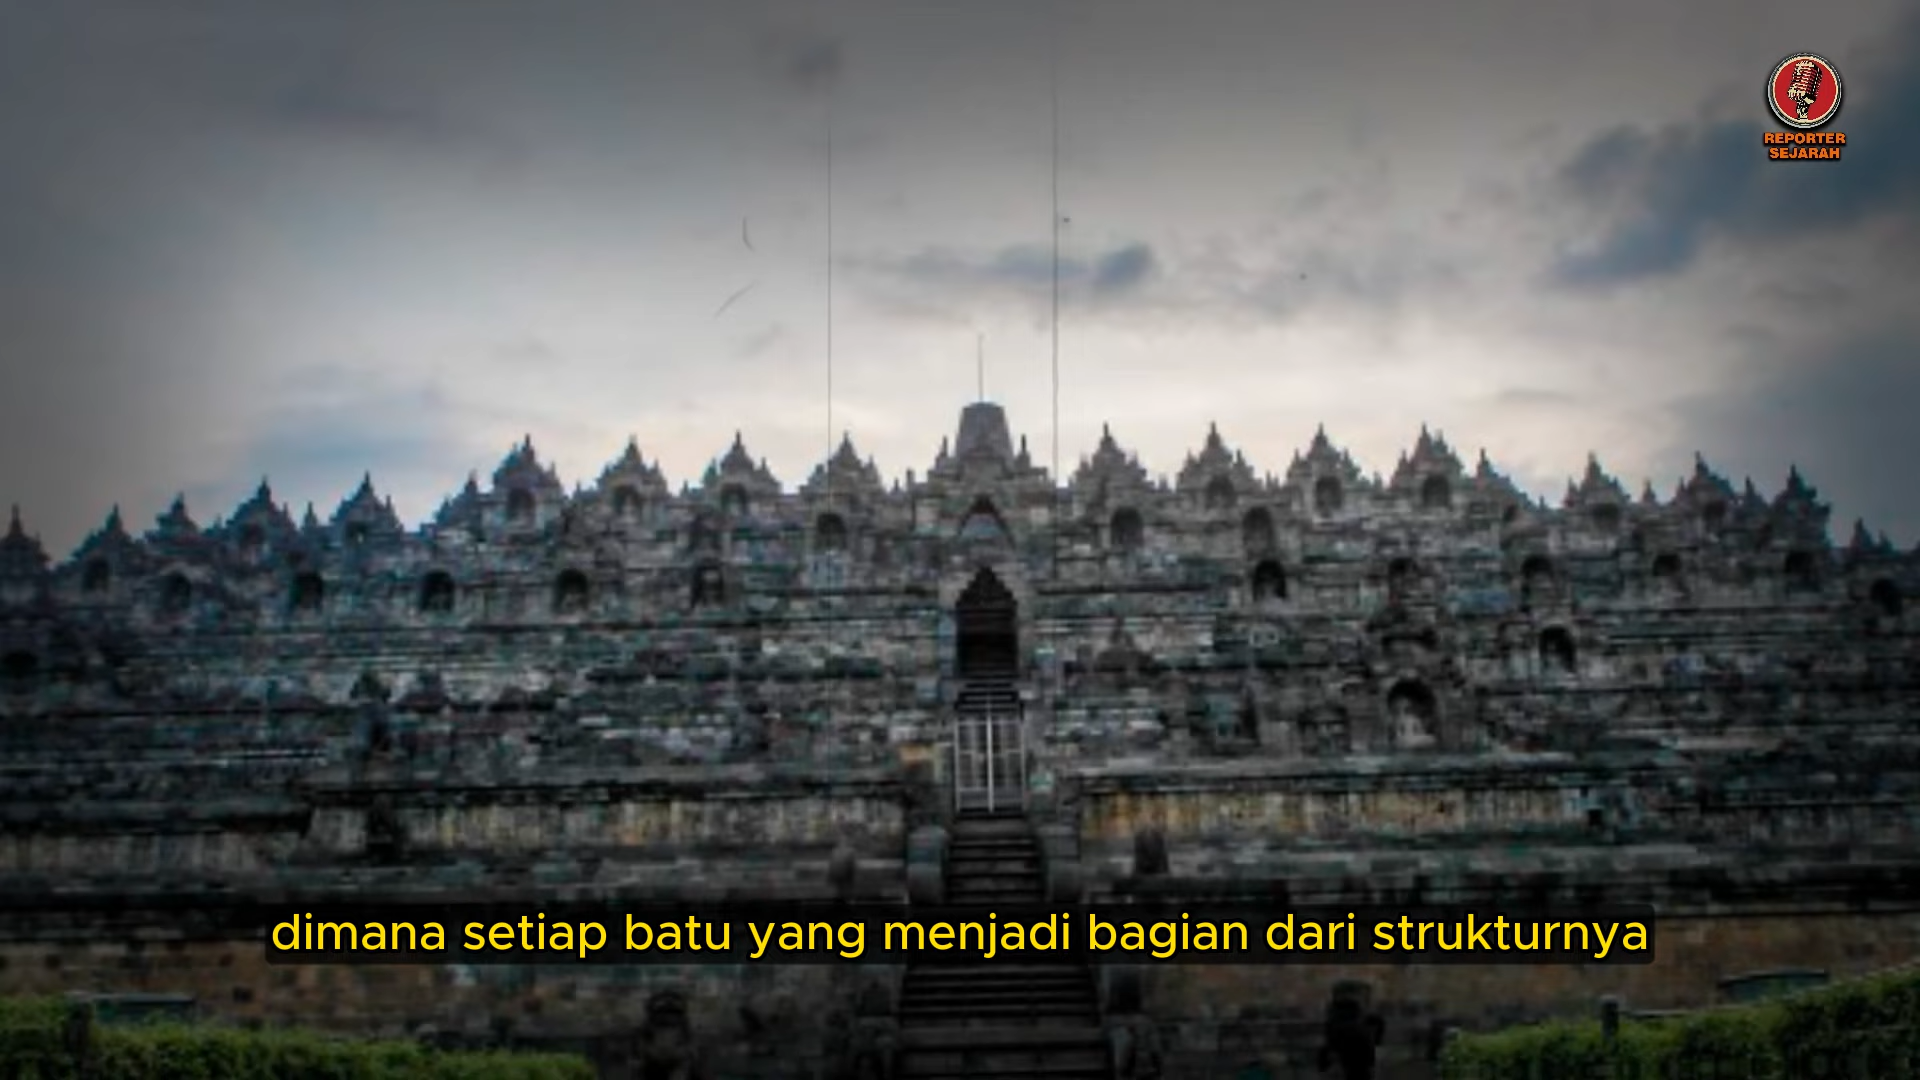 REPORTER
SEJARAH
dimana setiap batu yang menjadi bagian dari strukturnya